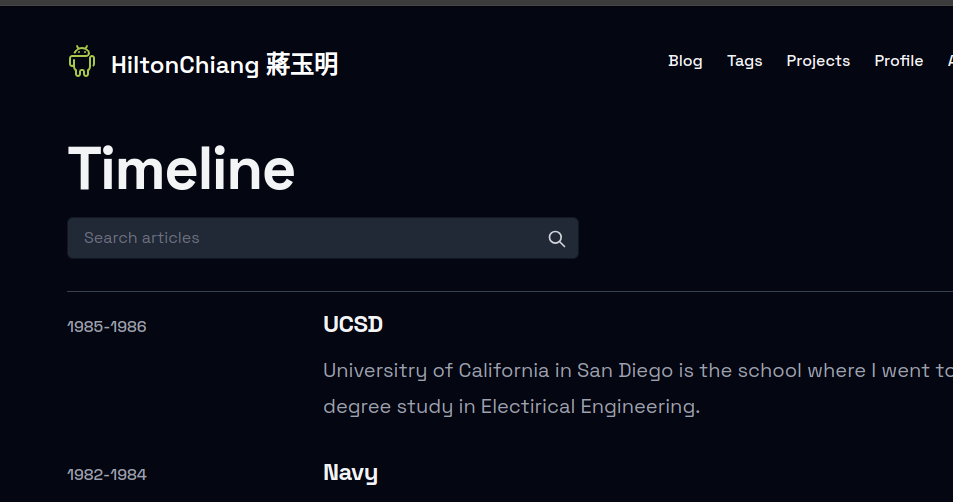 HiltonChiang 蔣玉明
Blog Tags Projects Profile
Timeline
Search articles
1985-1986
UCSD
Universitry of California in San Diego is the school where I went to
degree study in Electirical Engineering.
1982-1984
Navy